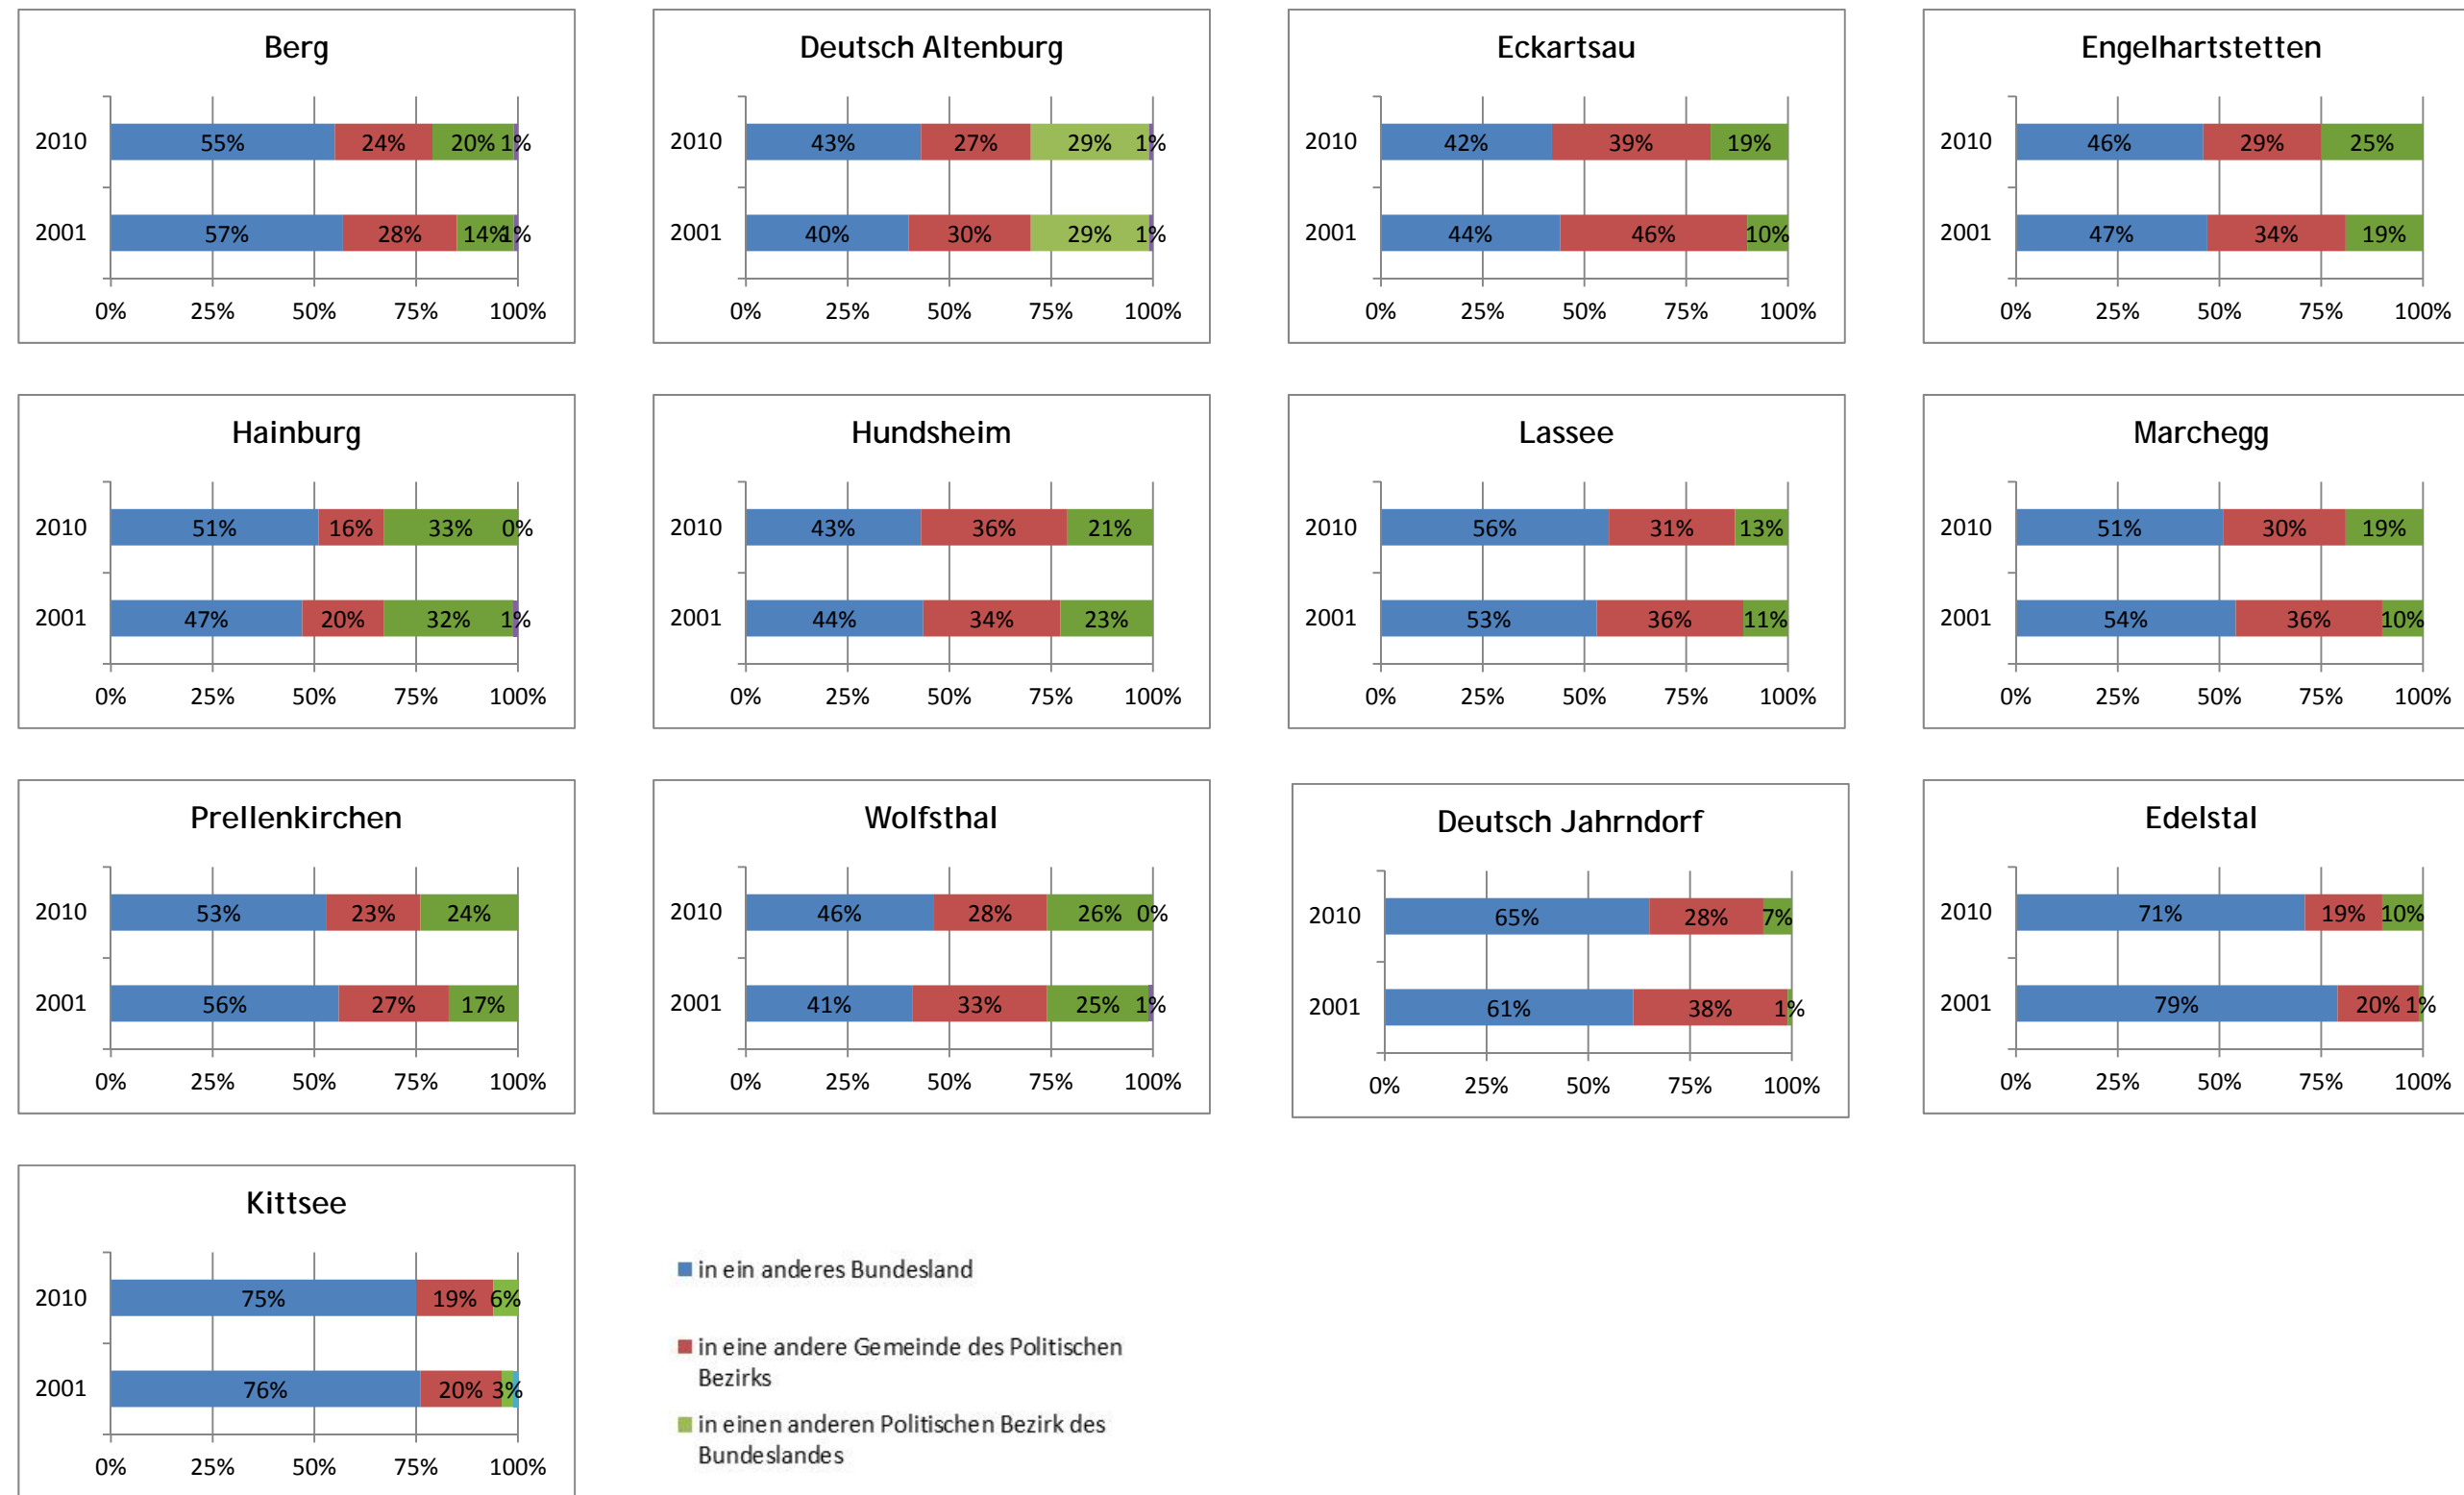 Berg
2010 55% 24% 20% 1%
2001 57% 28% 14% 1%
0% 25% 50% 75% 100%
Deutsch Altenburg
2010 43% 27% 29% 1%
2001 40% 30% 29% 1%
0% 25% 50% 75% 100%
Eckartsau
2010 42% 39% 19%
2001 44% 46% 10%
0% 25% 50% 75% 100%
Engelhartstetten
2010 46% 29% 25%
2001 47% 34% 19%
0% 25% 50% 75% 100%
Hainburg
2010 51% 16% 33% 0%
2001 47% 20% 32% 1%
0% 25% 50% 75% 100%
Hundsheim
2010 43% 36% 21%
2001 44% 34% 23%
0% 25% 50% 75% 100%
Lassee
2010 56% 31% 13%
2001 53% 36% 11%
0% 25% 50% 75% 100%
Marchegg
2010 51% 30% 19%
2001 54% 36% 10%
0% 25% 50% 75% 100%
Prellenkirchen
2010 53% 23% 24%
2001 56% 27% 17%
0% 25% 50% 75% 100%
Wolfsthal
2010 46% 28% 26% 0%
2001 41% 33% 25% 1%
0% 25% 50% 75% 100%
Deutsch Jahrndorf
2010 65% 28% 7%
2001 61% 38% 1%
0% 25% 50% 75% 100%
Edelstal
2010 71% 19% 10%
2001 79% 20% 1%
0% 25% 50% 75% 100%
Kittsee
2010 75% 19% 6%
2001 76% 20% 3%
0% 25% 50% 75% 100%
in ein anderes Bundesland
in eine andere Gemeinde des Politischen
Bezirks
in einen anderen Politischen Bezirk des
Bundeslandes